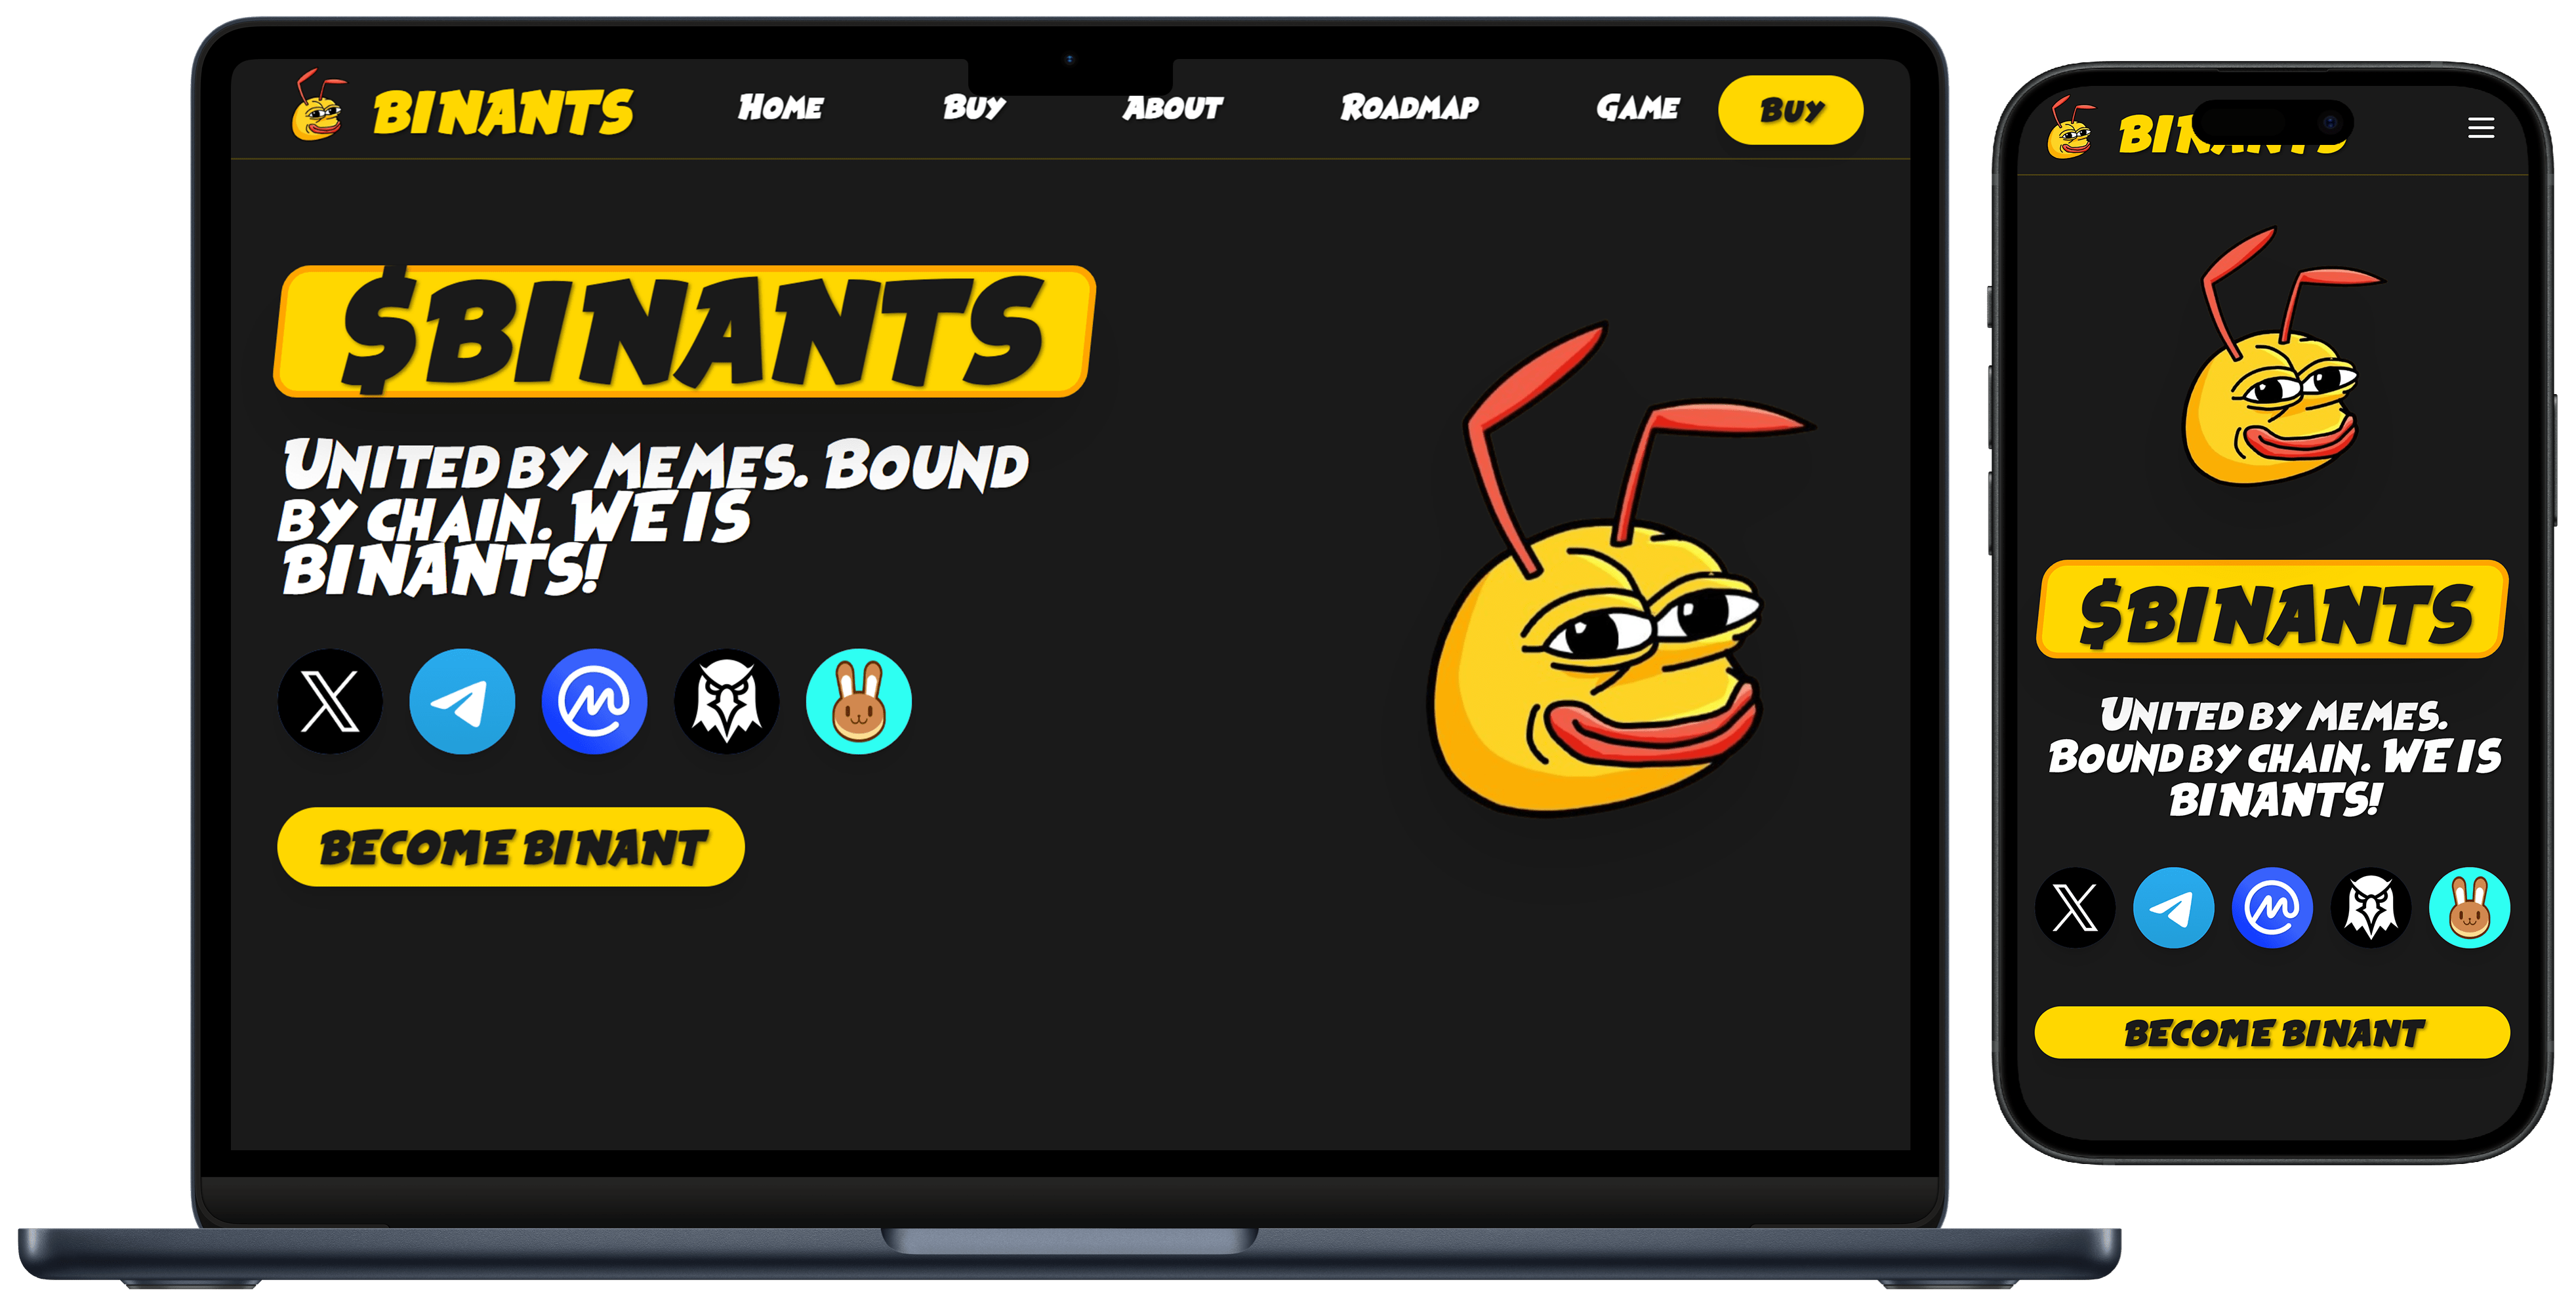 BINANTS
Home
Buy
About
Roadmap
Game
Buy
$BINANTS
United by memes. Bound
by chain. WE IS
BINANTS!
BECOME BINANT
BINANTS
$BINANTS
United by memes.
Bound by chain. WE IS
BINANTS!
BECOME BINANT